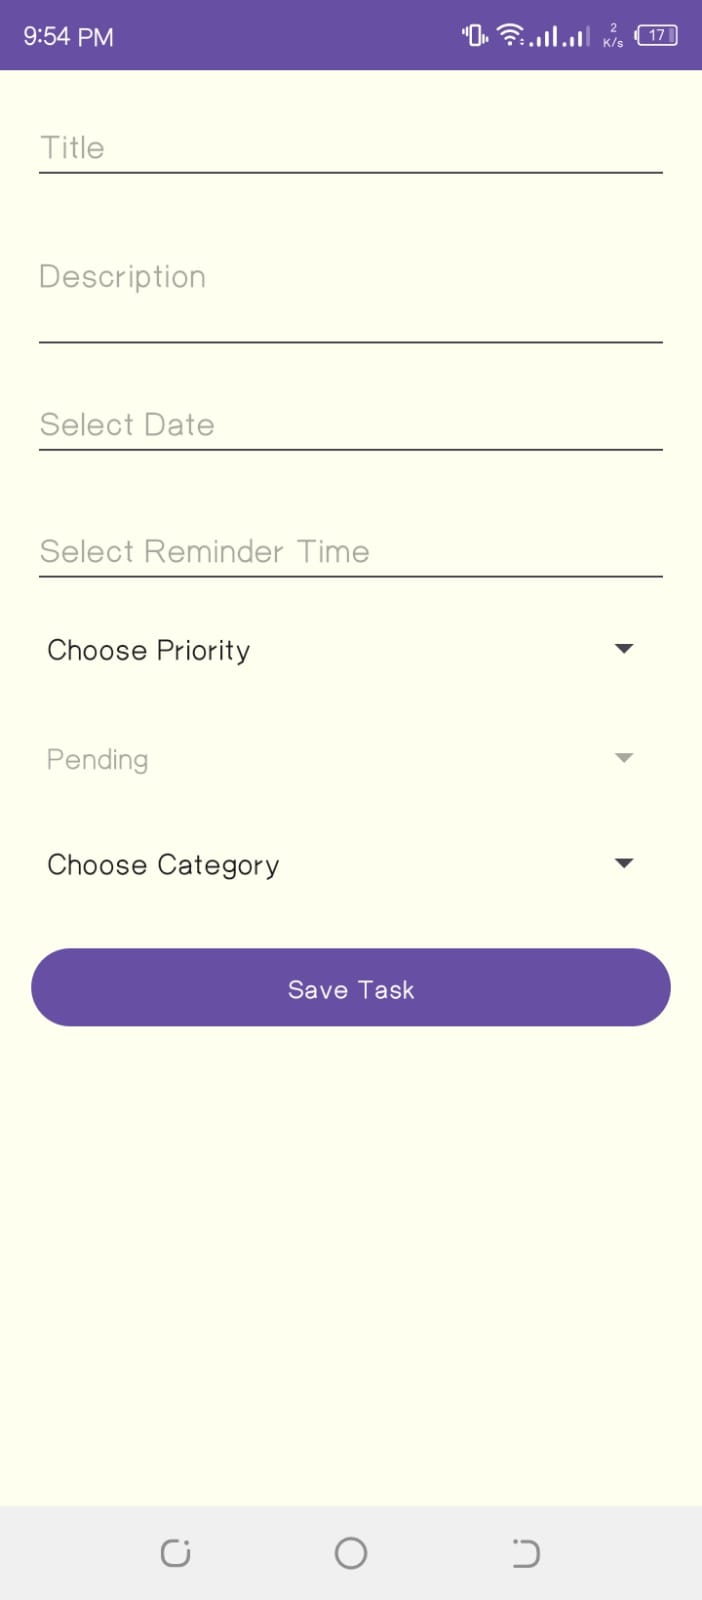 9:54 PM
2
K/s
17
Title
Description
Select Date
Select Reminder Time
Choose Priority
Pending
Choose Category
Save Task